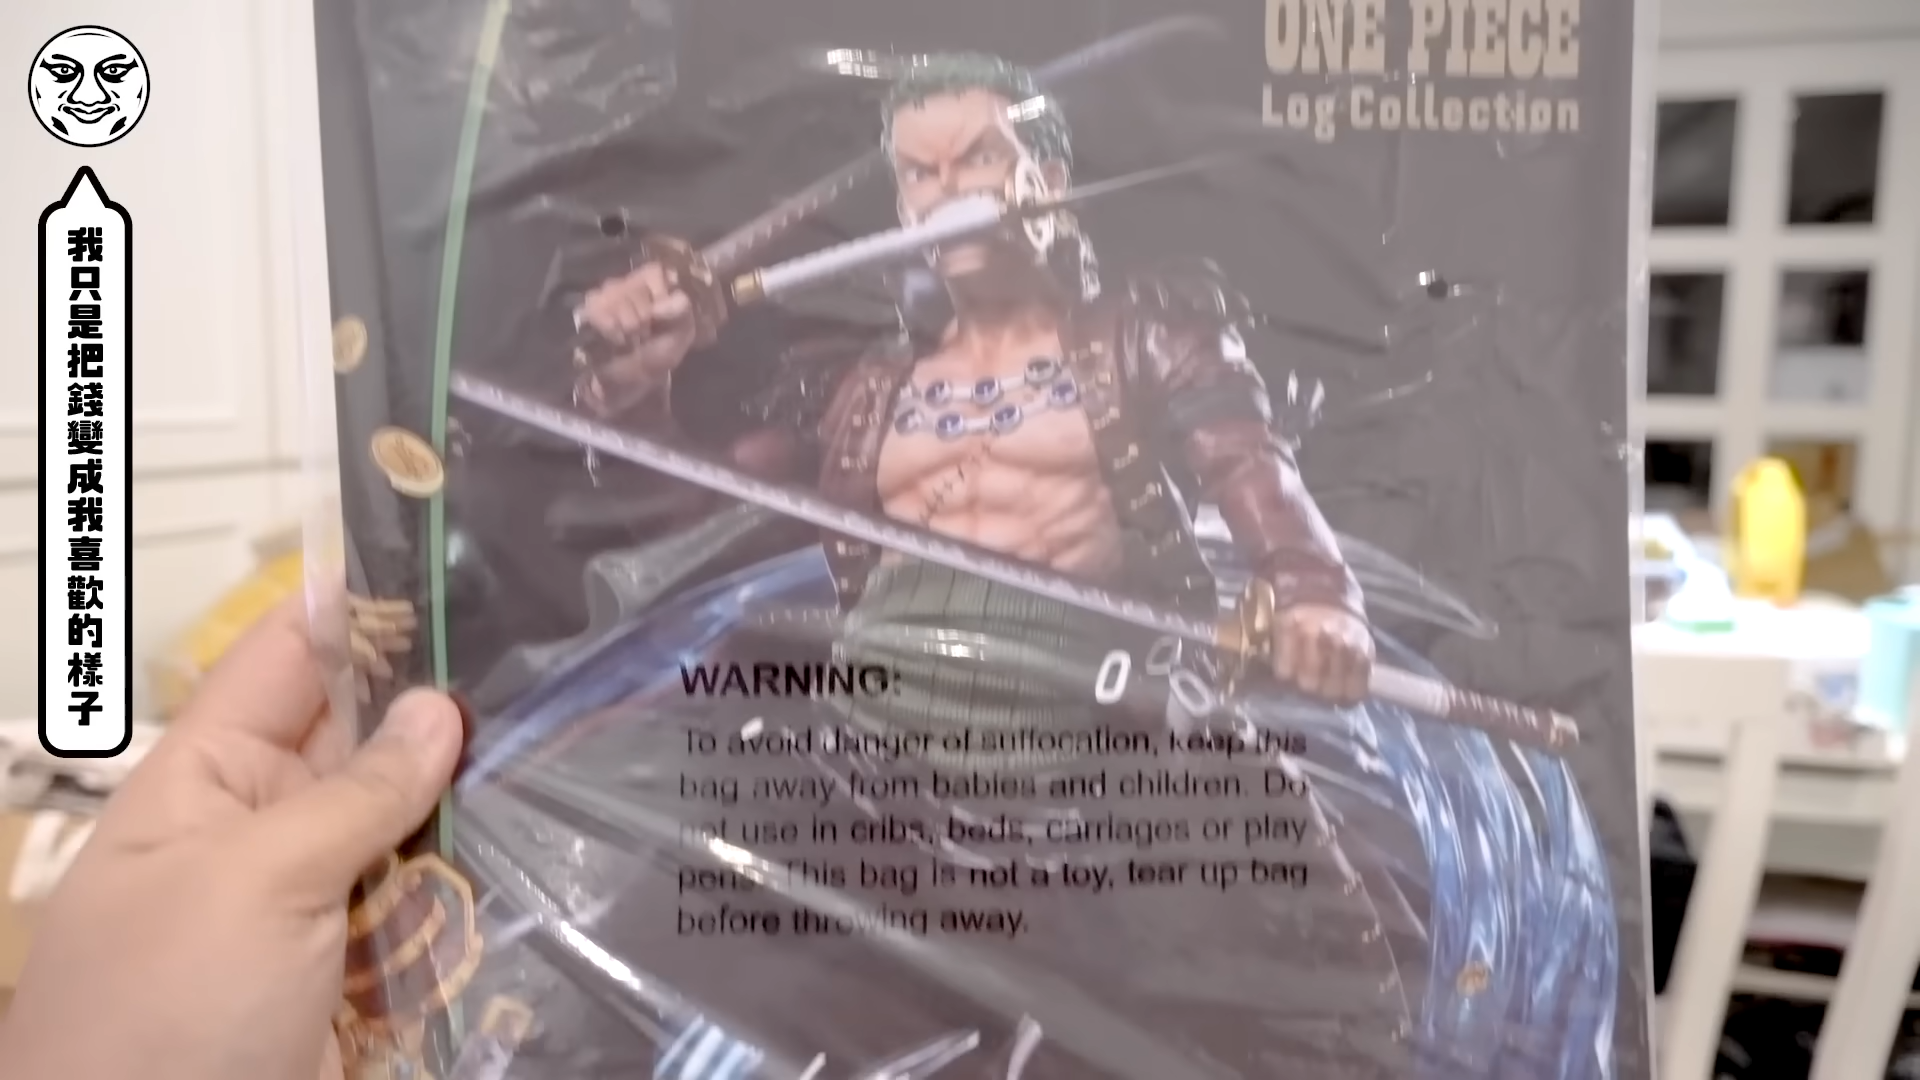 我只是把錢變成我喜歡的樣子
ONE PIECE
Log Collection
WARNING:
To avoid danger of suffocation, keep this
bag away from babies and children. Do
not use in cribs, beds, carriages or play
pens. This bag is not a toy, tear up bag
before throwing away.